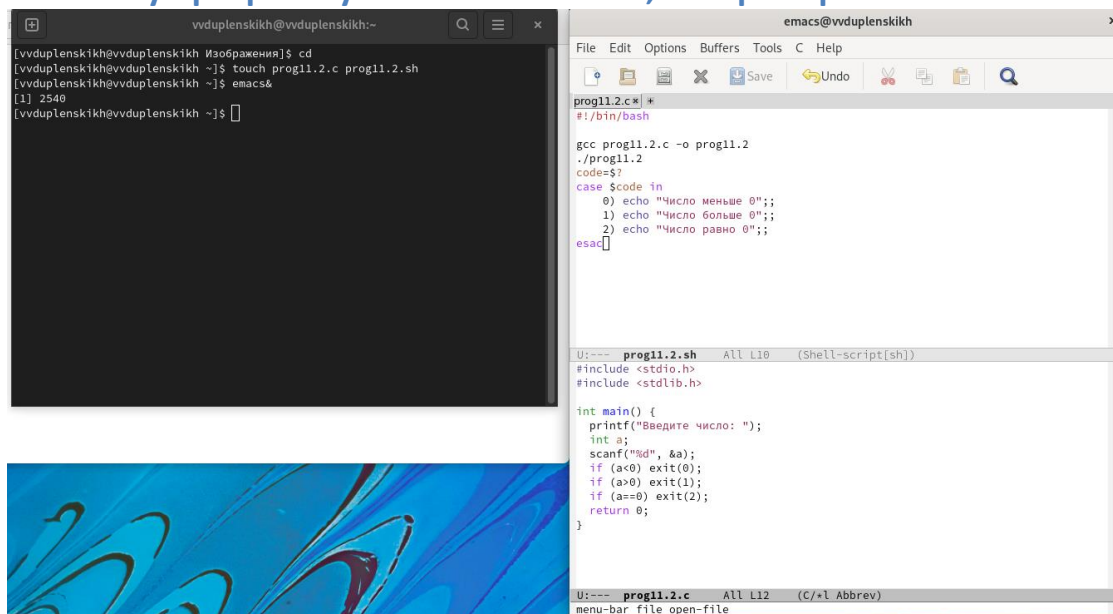 vvduplenskikh@vvduplenskikh:~
[vvduplenskikh@vvduplenskikh Изображения]$ cd
[vvduplenskikh@vvduplenskikh ~]$ touch prog11.2.c prog11.2.sh
[vvduplenskikh@vvduplenskikh ~]$ emacs&
[1] 2540
[vvduplenskikh@vvduplenskikh ~]$
emacs@vvduplenskikh
File Edit Options Buffers Tools C Help
Save Undo
prog11.2.c
#!/bin/bash
gcc prog11.2.c -o prog11.2
./prog11.2
code=$?
case $code in
0) echo "Число меньше 0";;
1) echo "Число больше 0";;
2) echo "Число равно 0";;
esac
U:--- prog11.2.sh All L10 (Shell-script[sh])
#include <stdio.h>
#include <stdlib.h>
int main() {
printf("Введите число: ");
int a;
scanf("%d", &a);
if (a<0) exit(0);
if (a>0) exit(1);
if (a==0) exit(2);
return 0;
}
U:--- prog11.2.c All L12 (C/*l Abbrev)
menu-bar file open-file